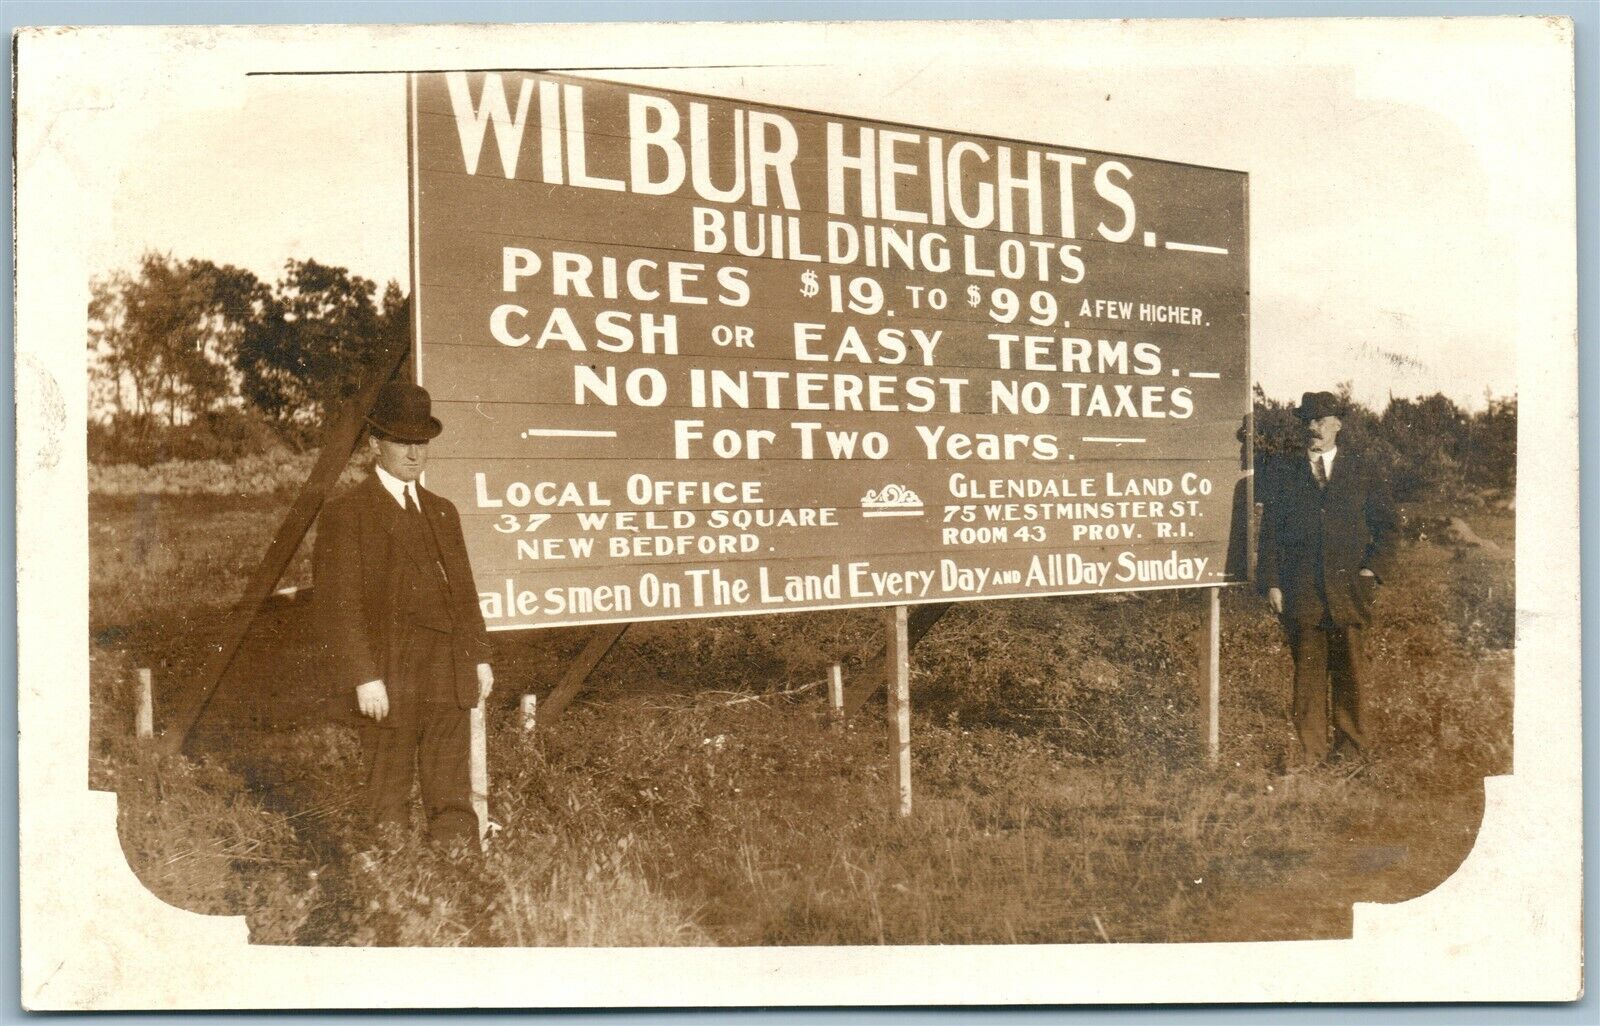 WILBUR HEIGHTS.
BUILDING LOTS
PRICES $19. TO $99. A FEW HIGHER.
CASH OR EASY TERMS.
NO INTEREST NO TAXES
FOR TWO YEARS.
LOCAL OFFICE
37 WELD SQUARE
NEW BEDFORD.
GLENDALE LAND CO
75 WESTMINSTER ST.
ROOM 43 PROV. R.I.
alesmen On The Land Every Day AND All Day Sunday.